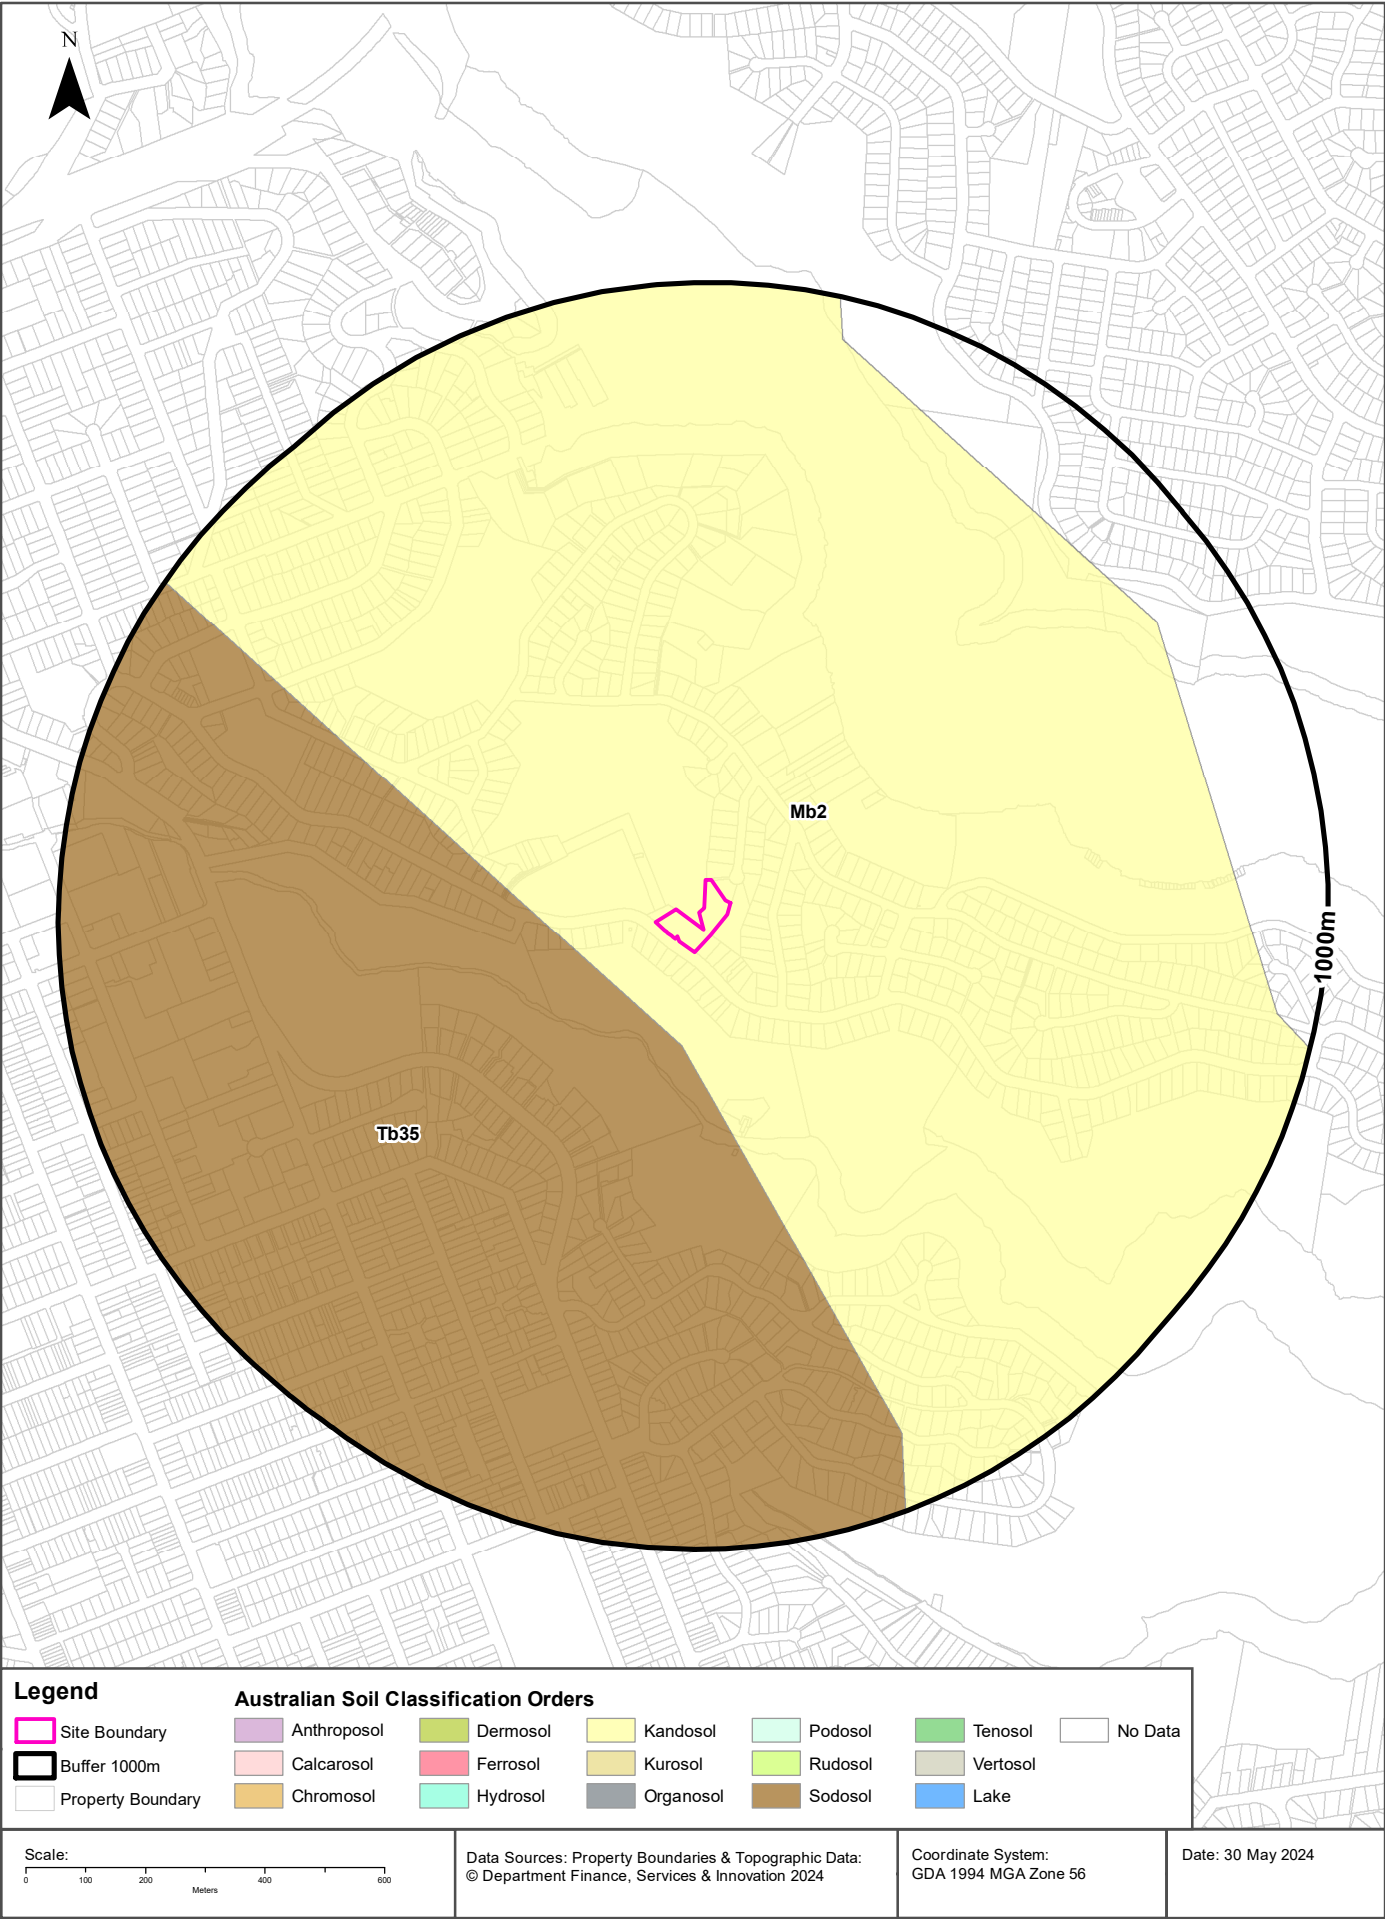 N
Mb2
1000m
Tb35
Legend
Site Boundary
Buffer 1000m
Property Boundary
Australian Soil Classification Orders
Anthroposol
Calcarosol
Chromosol
Dermosol
Ferrosol
Hydrosol
Kandosol
Kurosol
Organosol
Podosol
Rudosol
Sodosol
Tenosol
Vertosol
Lake
No Data
Scale:
0 100 200 400 600
Meters
Data Sources: Property Boundaries & Topographic Data:
© Department Finance, Services & Innovation 2024
Coordinate System:
GDA 1994 MGA Zone 56
Date: 30 May 2024